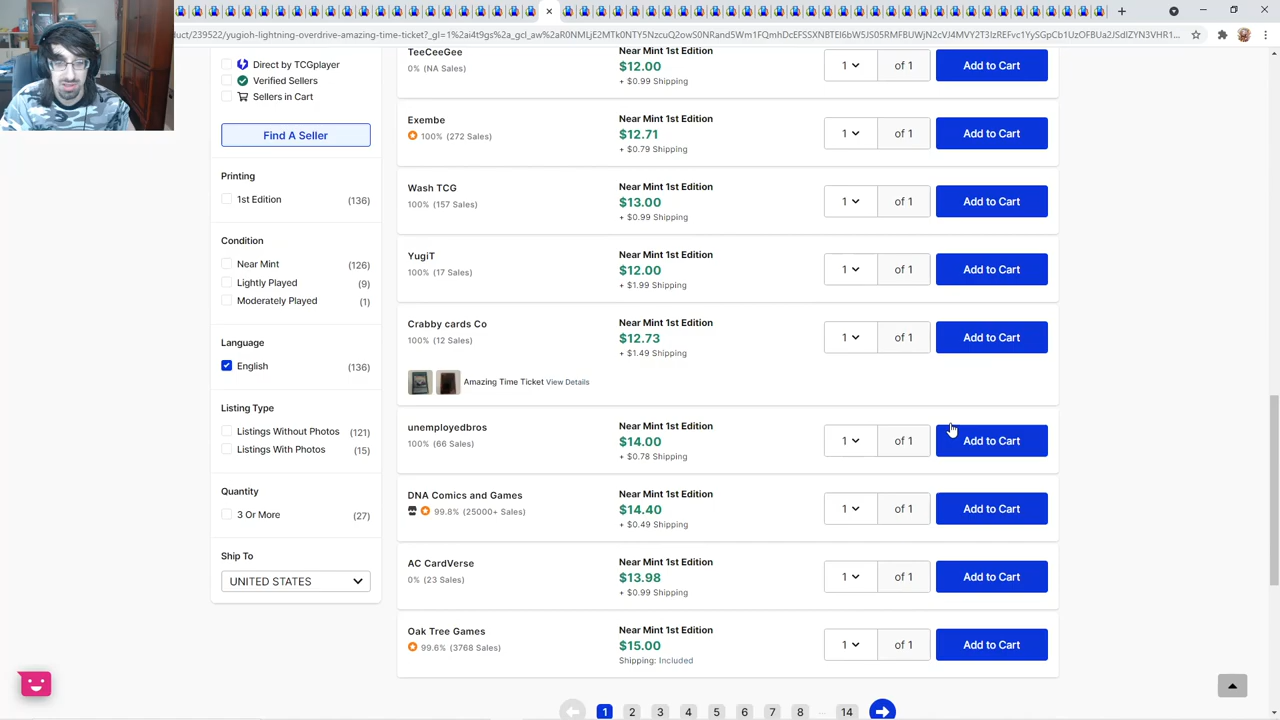 duct/239522/yugioh-lightning-overdrive-amazing-time-ticket?_gl=1
Direct by TCGplayer
Verified Sellers
Sellers in Cart
Find A Seller
Printing
1st Edition (136)
Condition
Near Mint (126)
Lightly Played (9)
Moderately Played (1)
Language
English (136)
Listing Type
Listings Without Photos (121)
Listings With Photos (15)
Quantity
3 Or More (27)
Ship To
UNITED STATES
TeeCeeGee
0% (NA Sales)
$12.00
+ $0.99 Shipping
1 of 1 Add to Cart
Exembe
100% (272 Sales)
Near Mint 1st Edition
$12.71
+ $0.79 Shipping
1 of 1 Add to Cart
Wash TCG
100% (157 Sales)
Near Mint 1st Edition
$13.00
+ $0.99 Shipping
1 of 1 Add to Cart
YugiT
100% (17 Sales)
Near Mint 1st Edition
$12.00
+ $1.99 Shipping
1 of 1 Add to Cart
Crabby cards Co
100% (12 Sales)
Near Mint 1st Edition
$12.73
+ $1.49 Shipping
1 of 1 Add to Cart
Amazing Time Ticket View Details
unemployedbros
100% (66 Sales)
Near Mint 1st Edition
$14.00
+ $0.78 Shipping
1 of 1 Add to Cart
DNA Comics and Games
99.8% (25000+ Sales)
Near Mint 1st Edition
$14.40
+ $0.49 Shipping
1 of 1 Add to Cart
AC CardVerse
0% (23 Sales)
Near Mint 1st Edition
$13.98
+ $0.99 Shipping
1 of 1 Add to Cart
Oak Tree Games
99.6% (3768 Sales)
Near Mint 1st Edition
$15.00
Shipping: Included
1 of 1 Add to Cart
1 2 3 4 5 6 7 8 ... 14